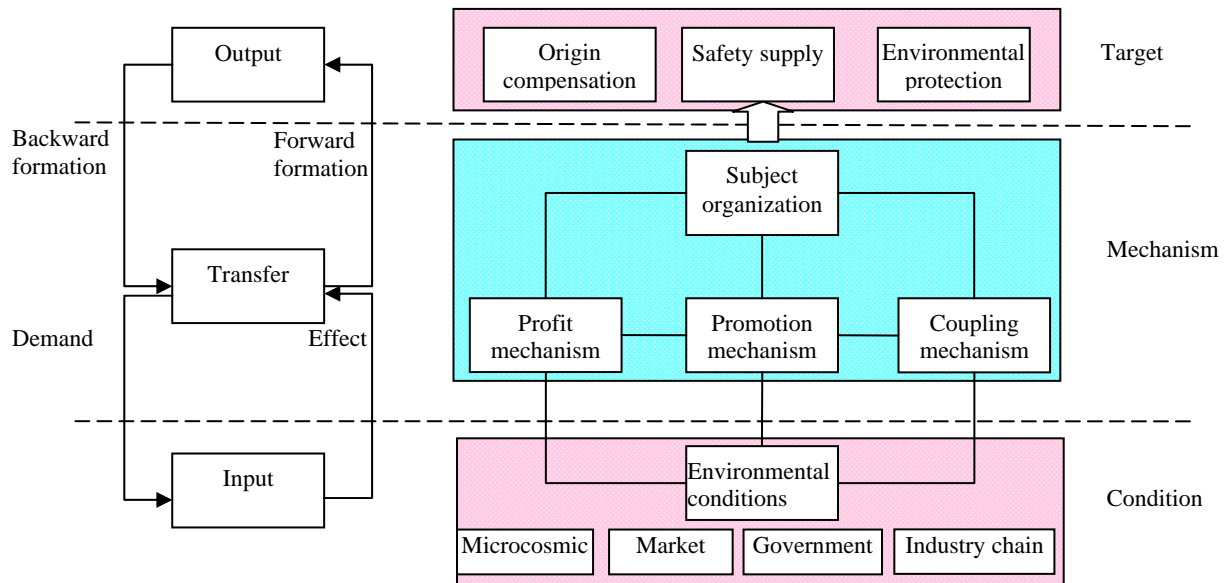 Output
Origin
compensation
Safety supply
Environmental
protection
Target
Backward
formation
Forward
formation
Subject
organization
Mechanism
Transfer
Demand
Effect
Profit
mechanism
Promotion
mechanism
Coupling
mechanism
Input
Environmental
conditions
Condition
Microcosmic
Market
Government
Industry chain